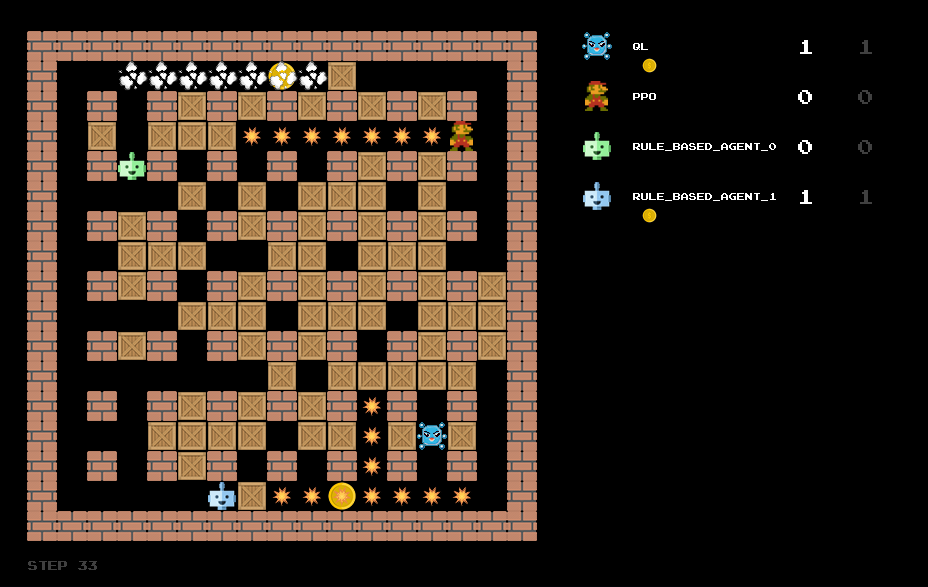 QL 1 1
PPO 0 0
RULE_BASED_AGENT_0 0 0
RULE_BASED_AGENT_1 1 1
STEP 33